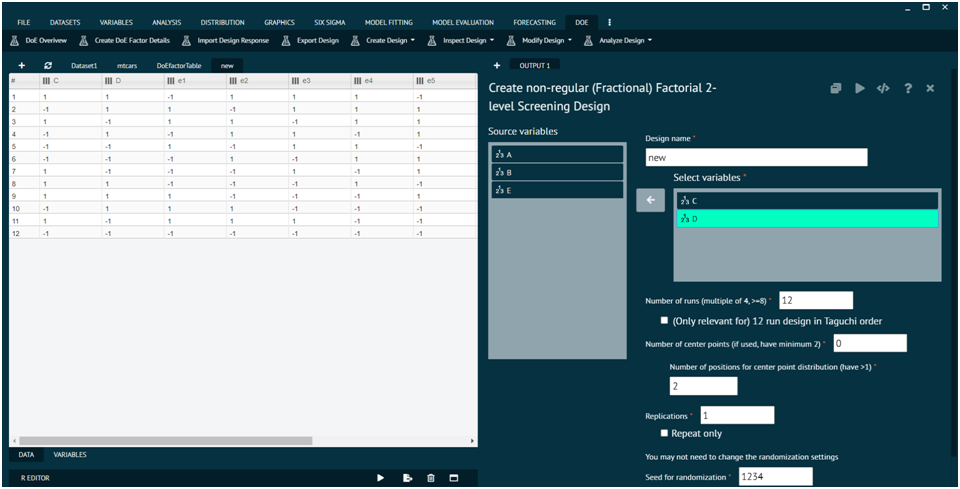 FILE DATASETS VARIABLES ANALYSIS DISTRIBUTION GRAPHICS SIX SIGMA MODEL FITTING MODEL EVALUATION FORECASTING DOE
DoE Overivew Create DoE Factor Details Import Design Response Export Design Create Design Inspect Design Modify Design Analyze Design
Dataset1 mtcars DoEfactorTable new
# C D e1 e2 e3 e4 e5
1 1 1 -1 1 1 1 -1
2 -1 1 1 -1 1 1 1
3 1 -1 1 1 -1 1 1
4 -1 1 -1 1 1 -1 1
5 -1 -1 1 -1 1 1 -1
6 -1 -1 -1 1 -1 1 1
7 1 -1 -1 -1 1 -1 1
8 1 1 -1 -1 -1 1 -1
9 1 1 1 -1 -1 -1 1
10 -1 1 1 1 -1 -1 -1
11 1 -1 1 1 1 -1 -1
12 -1 -1 -1 -1 -1 -1 -1
DATA VARIABLES
R EDITOR
OUTPUT 1
Create non-regular (Fractional) Factorial 2-
level Screening Design
Source variables
A
B
E
Design name *
new
Select variables *
C
D
Number of runs (multiple of 4, >=8) * 12
(Only relevant for) 12 run design in Taguchi order
Number of center points (if used, have minimum 2) * 0
Number of positions for center point distribution (have >1) *
2
Replications * 1
Repeat only
You may not need to change the randomization settings
Seed for randomization * 1234